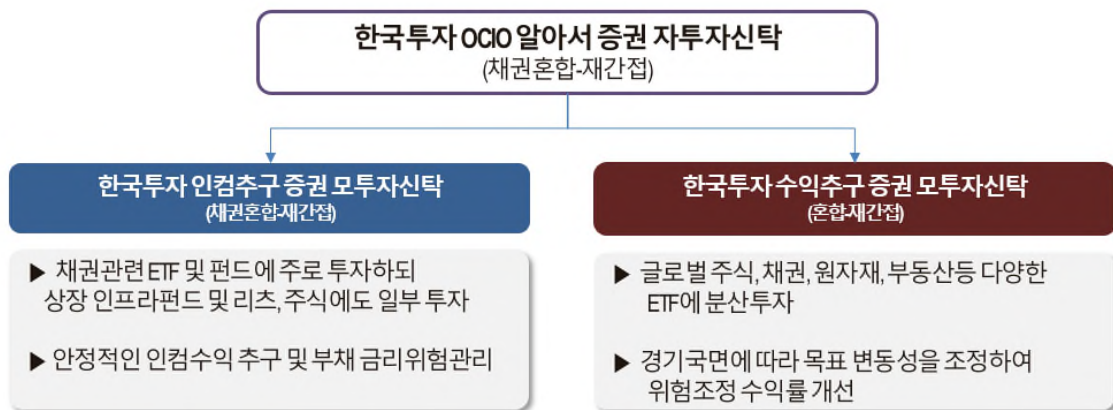 한국투자 OCIO 알아서 증권 자투자신탁
(채권혼합-재간접)
한국투자 인컴추구 증권 모투자신탁
(채권혼합-재간접)
▶ 채권관련 ETF 및 펀드에 주로 투자하되
상장 인프라펀드 및 리츠, 주식에도 일부 투자
▶ 안정적인 인컴수익 추구 및 부채 금리위험관리
한국투자 수익추구 증권 모투자신탁
(혼합-재간접)
▶ 글로벌 주식, 채권, 원자재, 부동산등 다양한
ETF에 분산투자
▶ 경기국면에 따라 목표 변동성을 조정하여
위험조정 수익률 개선